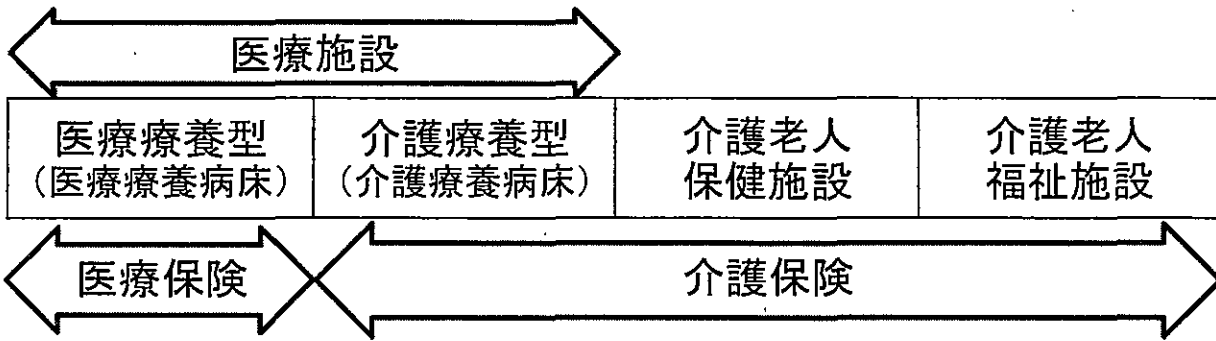 医療施設
医療療養型
（医療療養病床）
介護療養型
（介護療養病床）
介護老人
保健施設
介護老人
福祉施設
医療保険
介護保険